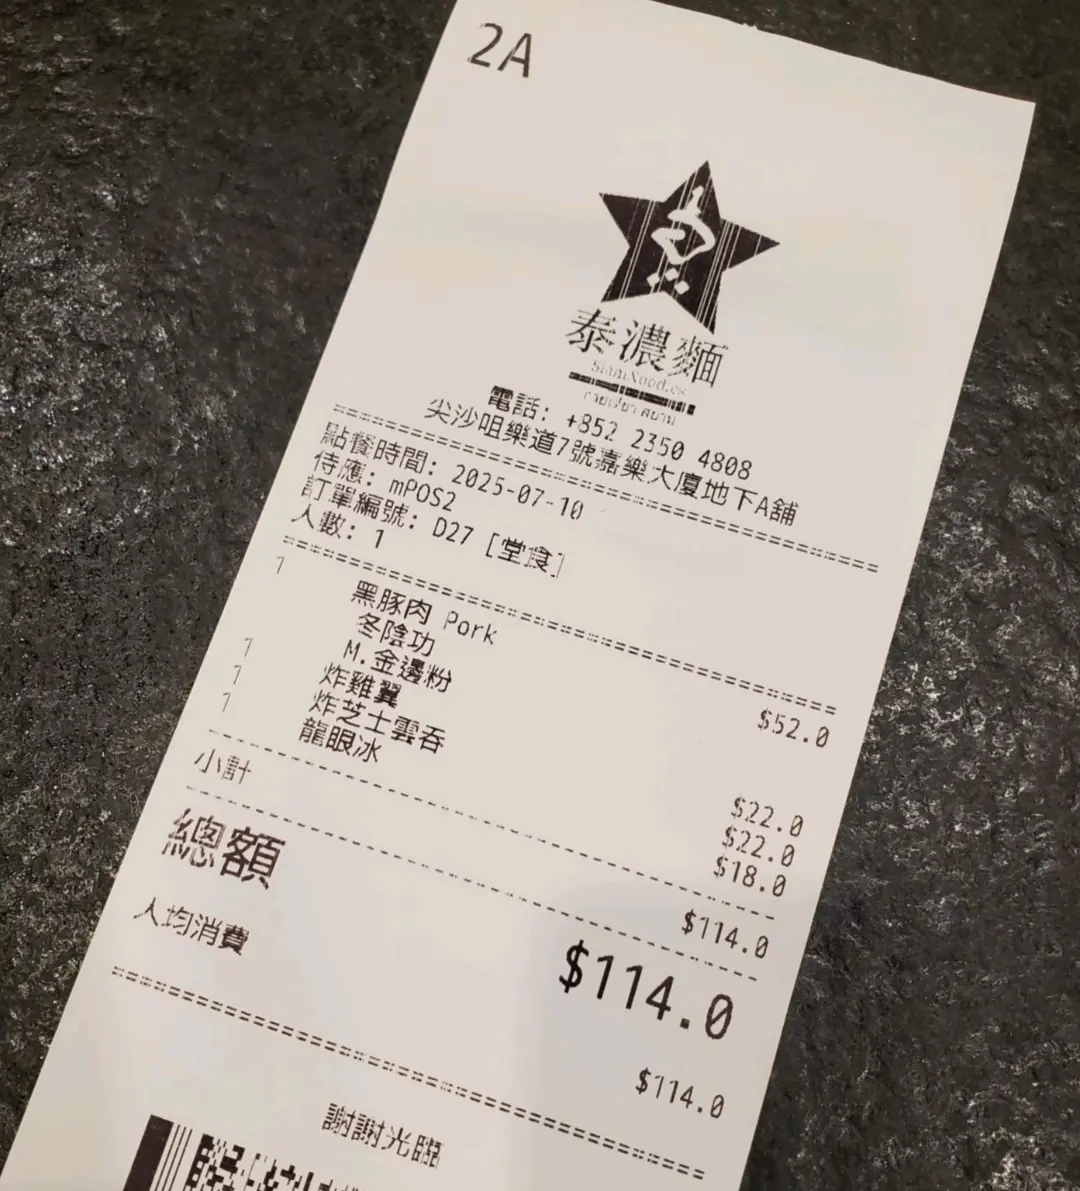 2A
泰濃麵
SiamNoodles
電話: +852 2350 4808
尖沙咀樂道7號嘉樂大廈地下A舖
點餐時間: 2025-07-10
侍應: mPOS2
訂單編號: D27 [堂食]
人數: 1
1 黑豚肉 Pork $52.0
冬陰功
M.金邊粉
1 炸雞翼 $22.0
1 炸芝士雲吞 $22.0
1 龍眼冰 $18.0
小計 $114.0
總額 $114.0
人均消費 $114.0
謝謝光臨